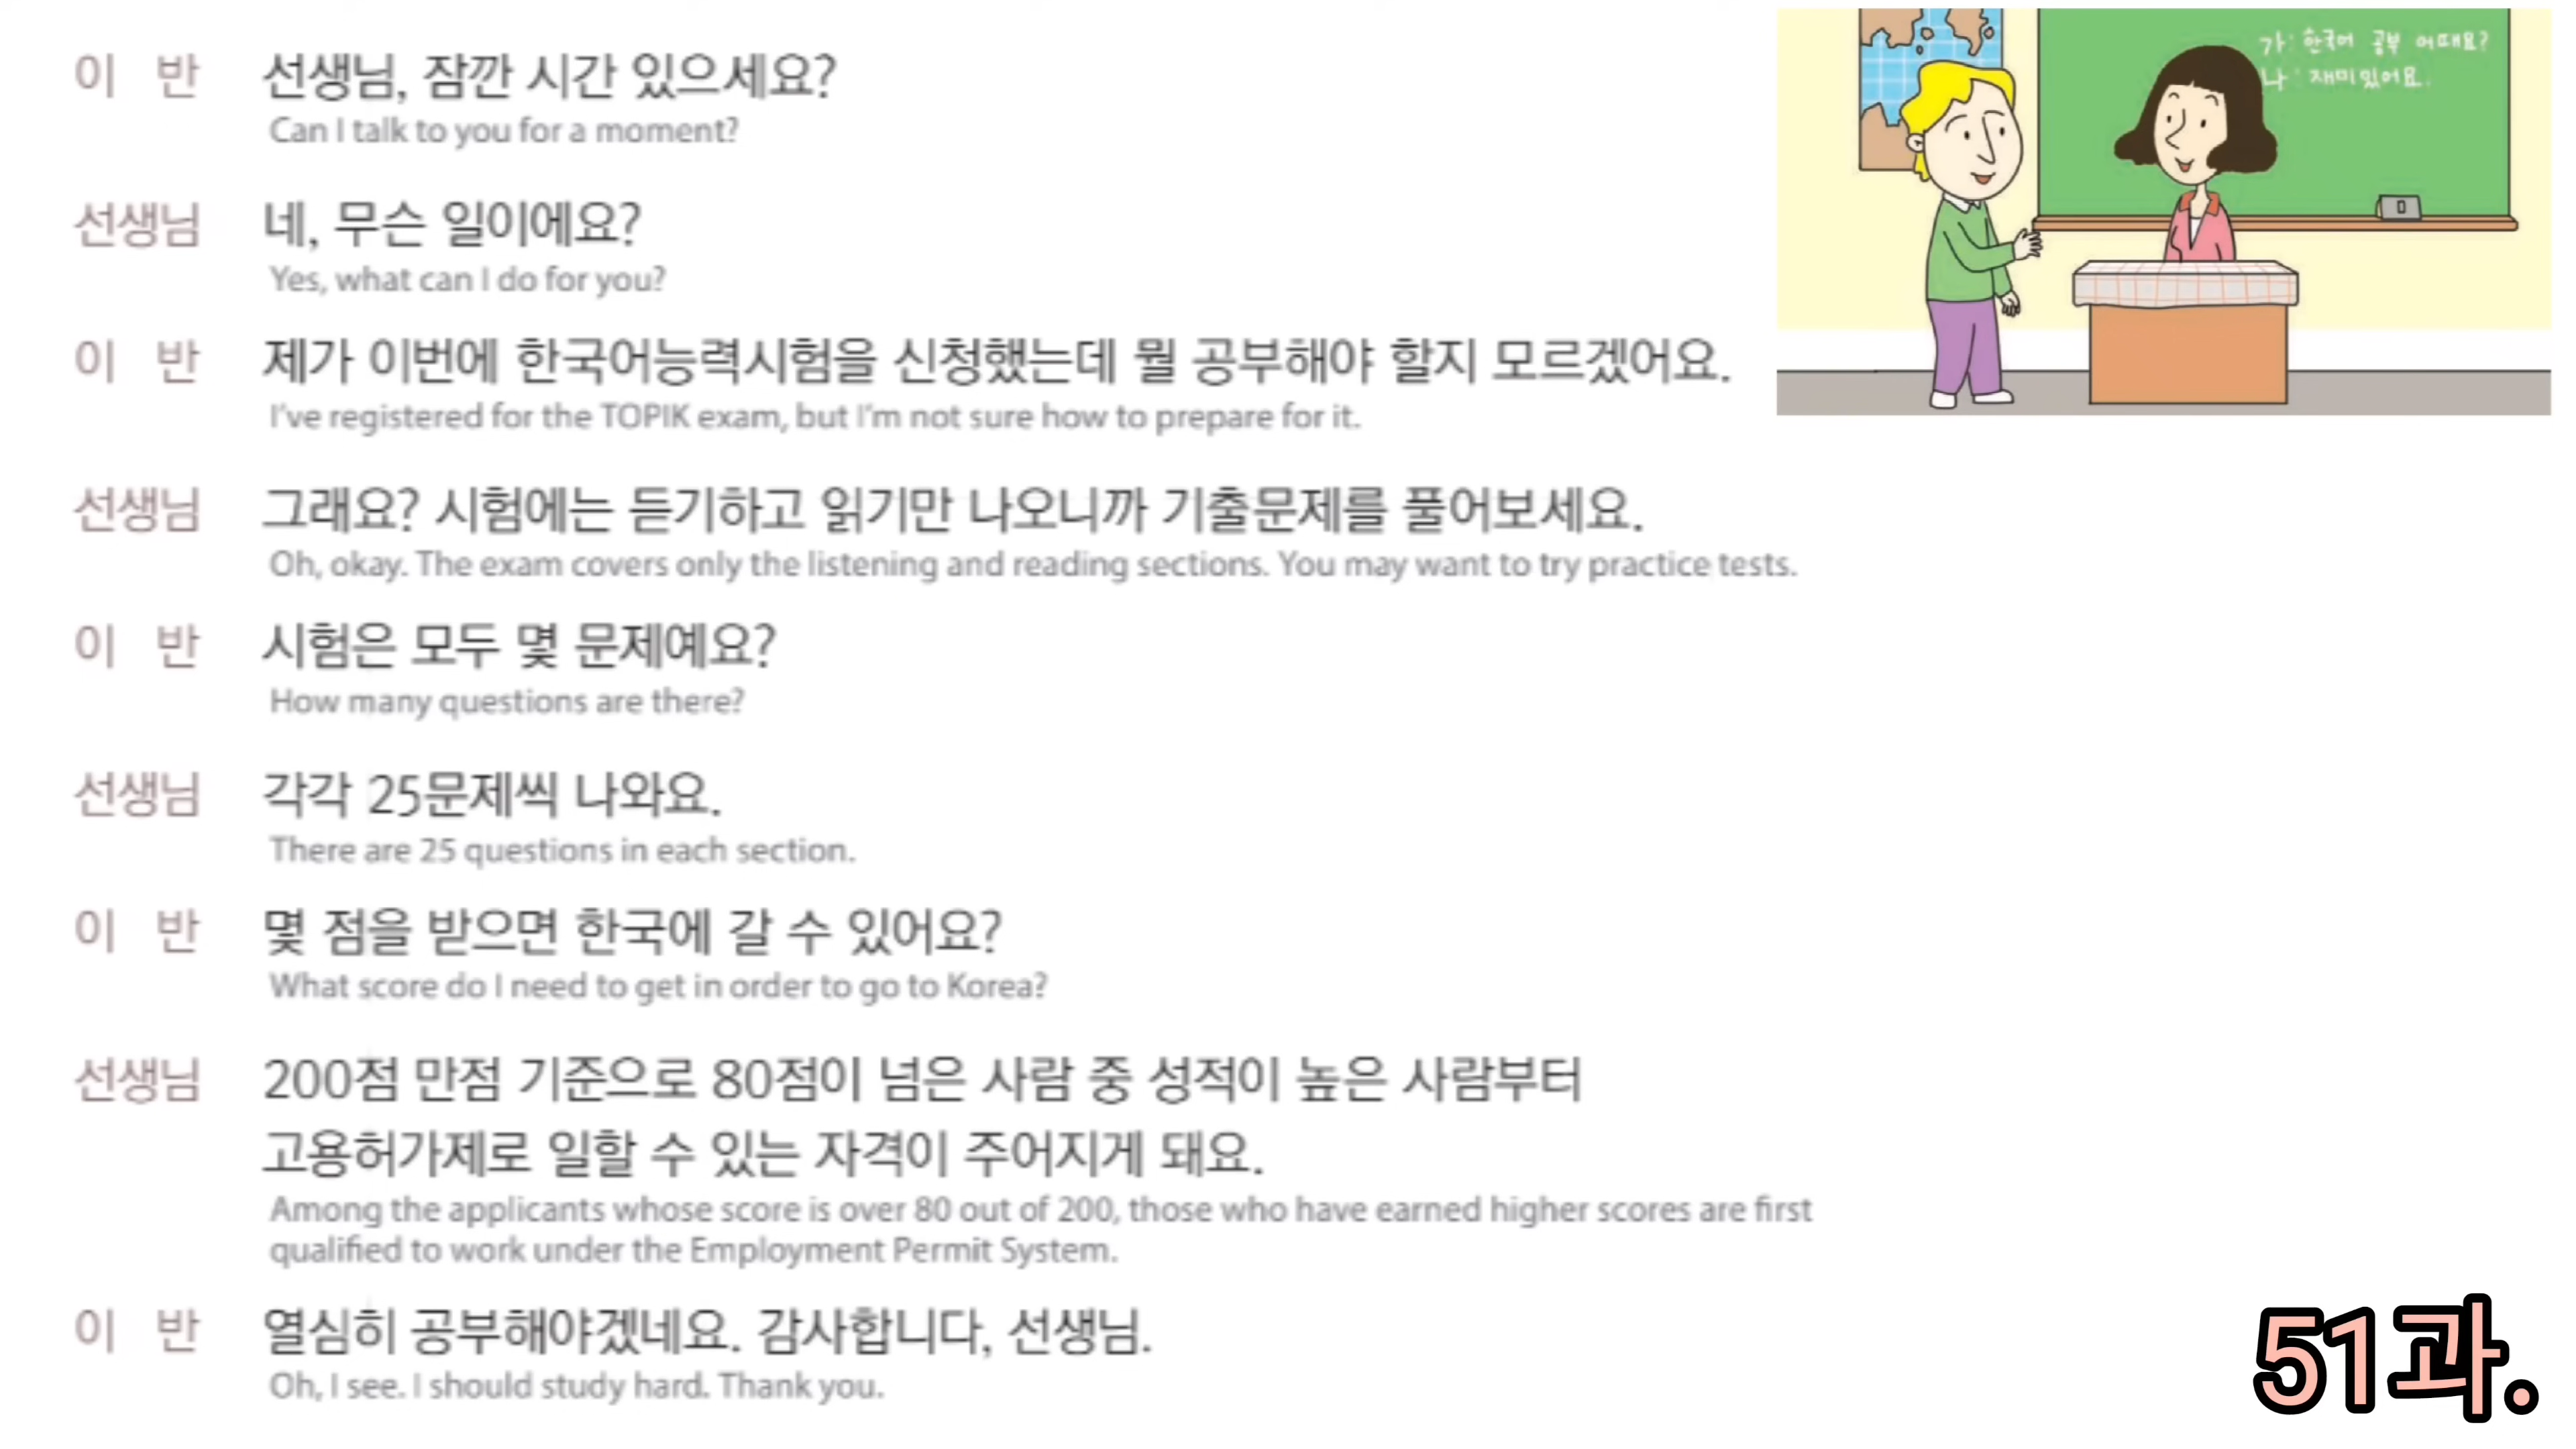 가: 한국어 공부 어때요?
나: 재미있어요.
이 반 선생님, 잠깐 시간 있으세요?
Can I talk to you for a moment?
선생님 네, 무슨 일이에요?
Yes, what can I do for you?
이 반 제가 이번에 한국어능력시험을 신청했는데 뭘 공부해야 할지 모르겠어요.
I've registered for the TOPIK exam, but I'm not sure how to prepare for it.
선생님 그래요? 시험에는 듣기하고 읽기만 나오니까 기출문제를 풀어보세요.
Oh, okay. The exam covers only the listening and reading sections. You may want to try practice tests.
이 반 시험은 모두 몇 문제예요?
How many questions are there?
선생님 각각 25문제씩 나와요.
There are 25 questions in each section.
이 반 몇 점을 받으면 한국에 갈 수 있어요?
What score do I need to get in order to go to Korea?
선생님 200점 만점 기준으로 80점이 넘은 사람 중 성적이 높은 사람부터
고용허가제로 일할 수 있는 자격이 주어지게 돼요.
Among the applicants whose score is over 80 out of 200, those who have earned higher scores are first
qualified to work under the Employment Permit System.
이 반 열심히 공부해야겠네요. 감사합니다, 선생님.
Oh, I see. I should study hard. Thank you.
51과.